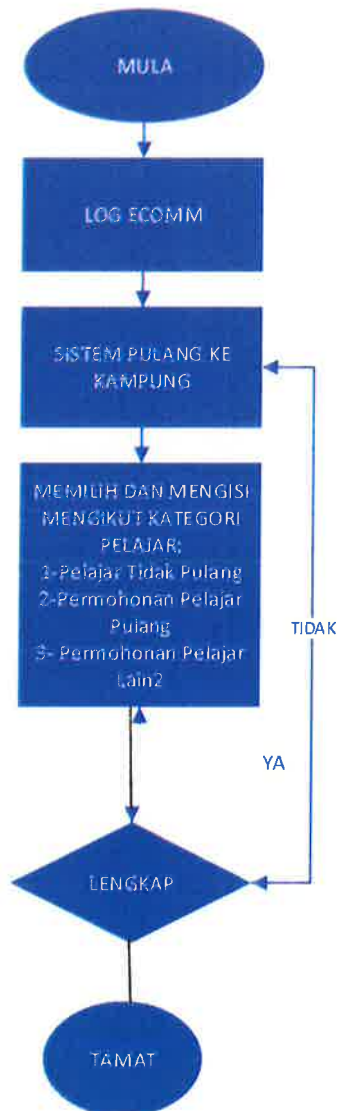 MULA
LOG ECOMM
SISTEM PULANG KE
KAMPUNG
MEMILIH DAN MENGISI
MENGIKUT KATEGORI
PELAJAR:
1-Pelajar Tidak Pulang
2-Permohonan Pelajar
Pulang
3- Permohonan Pelajar
Lain2
TIDAK
YA
LENGKAP
TAMAT